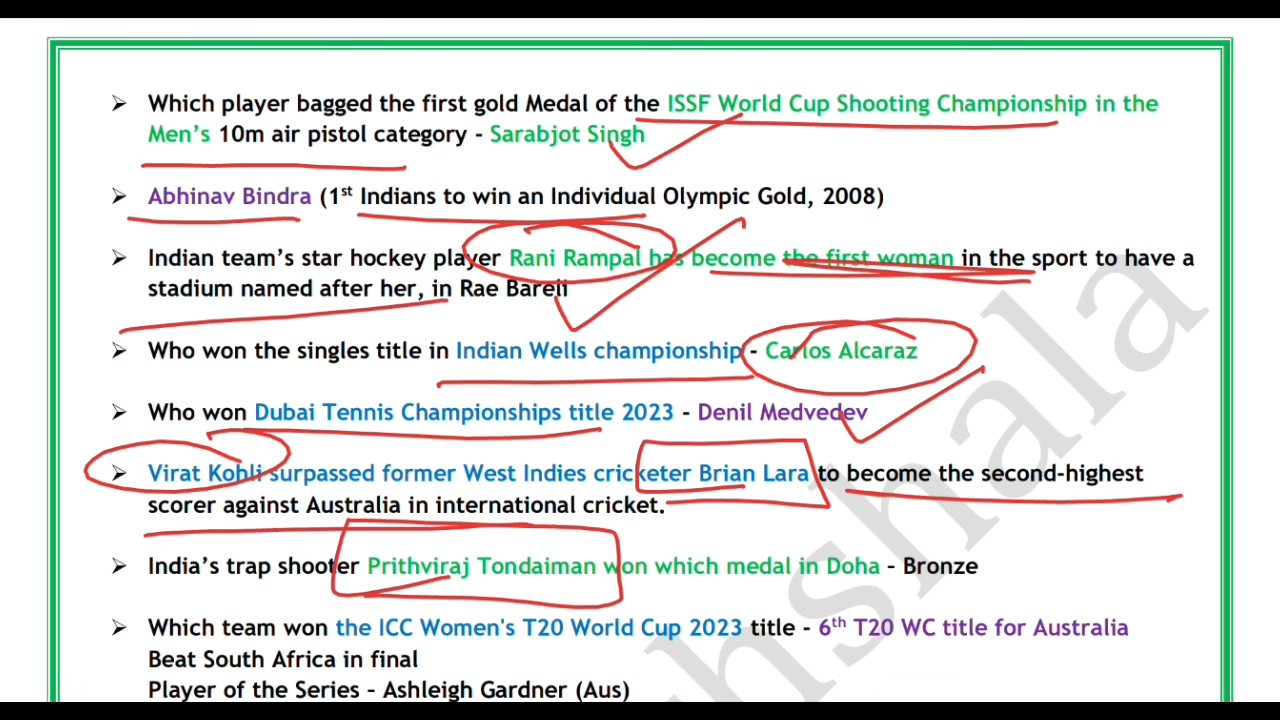 ➢ Which player bagged the first gold Medal of the ISSF World Cup Shooting Championship in the
Men’s 10m air pistol category - Sarabjot Singh
➢ Abhinav Bindra (1st Indians to win an Individual Olympic Gold, 2008)
➢ Indian team’s star hockey player Rani Rampal has become the first woman in the sport to have a
stadium named after her, in Rae Bareli
➢ Who won the singles title in Indian Wells championship - Carlos Alcaraz
➢ Who won Dubai Tennis Championships title 2023 - Denil Medvedev
➢ Virat Kohli surpassed former West Indies cricketer Brian Lara to become the second-highest
scorer against Australia in international cricket.
➢ India’s trap shooter Prithviraj Tondaiman won which medal in Doha – Bronze
➢ Which team won the ICC Women's T20 World Cup 2023 title – 6th T20 WC title for Australia
Beat South Africa in final
Player of the Series – Ashleigh Gardner (Aus)
hshala